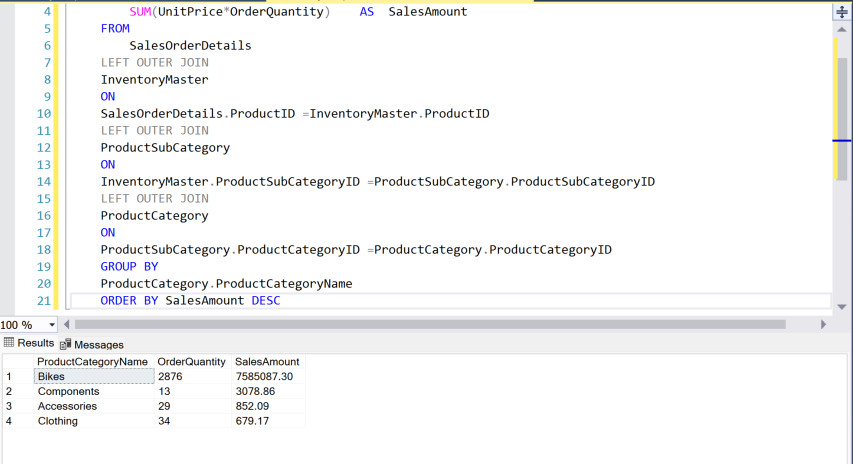 4 SUM(UnitPrice*OrderQuantity) AS SalesAmount
5 FROM
6 SalesOrderDetails
7 LEFT OUTER JOIN
8 InventoryMaster
9 ON
10 SalesOrderDetails.ProductID =InventoryMaster.ProductID
11 LEFT OUTER JOIN
12 ProductSubCategory
13 ON
14 InventoryMaster.ProductSubCategoryID =ProductSubCategory.ProductSubCategoryID
15 LEFT OUTER JOIN
16 ProductCategory
17 ON
18 ProductSubCategory.ProductCategoryID =ProductCategory.ProductCategoryID
19 GROUP BY
20 ProductCategory.ProductCategoryName
21 ORDER BY SalesAmount DESC
100 %
Results Messages
ProductCategoryName OrderQuantity SalesAmount
1 Bikes 2876 7585087.30
2 Components 13 3078.86
3 Accessories 29 852.09
4 Clothing 34 679.17